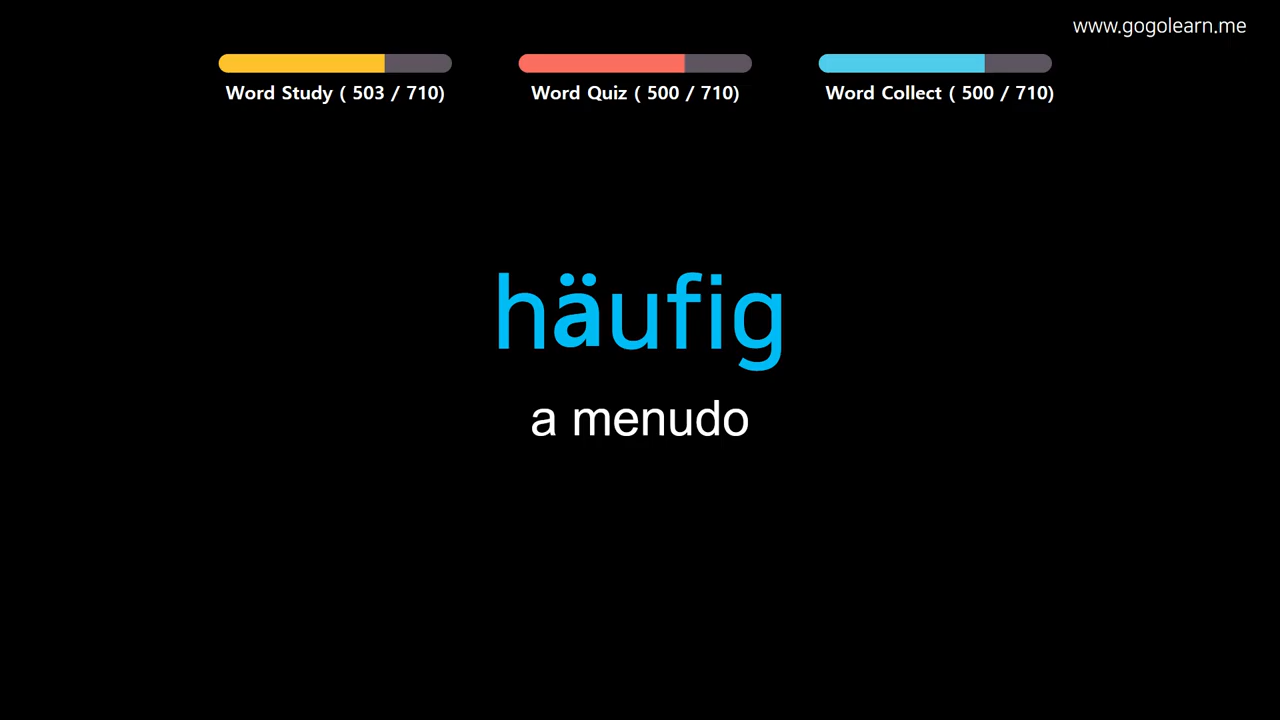 www.gogolearn.me
Word Study ( 503 / 710)
Word Quiz ( 500 / 710)
Word Collect ( 500 / 710)
häufig
a menudo